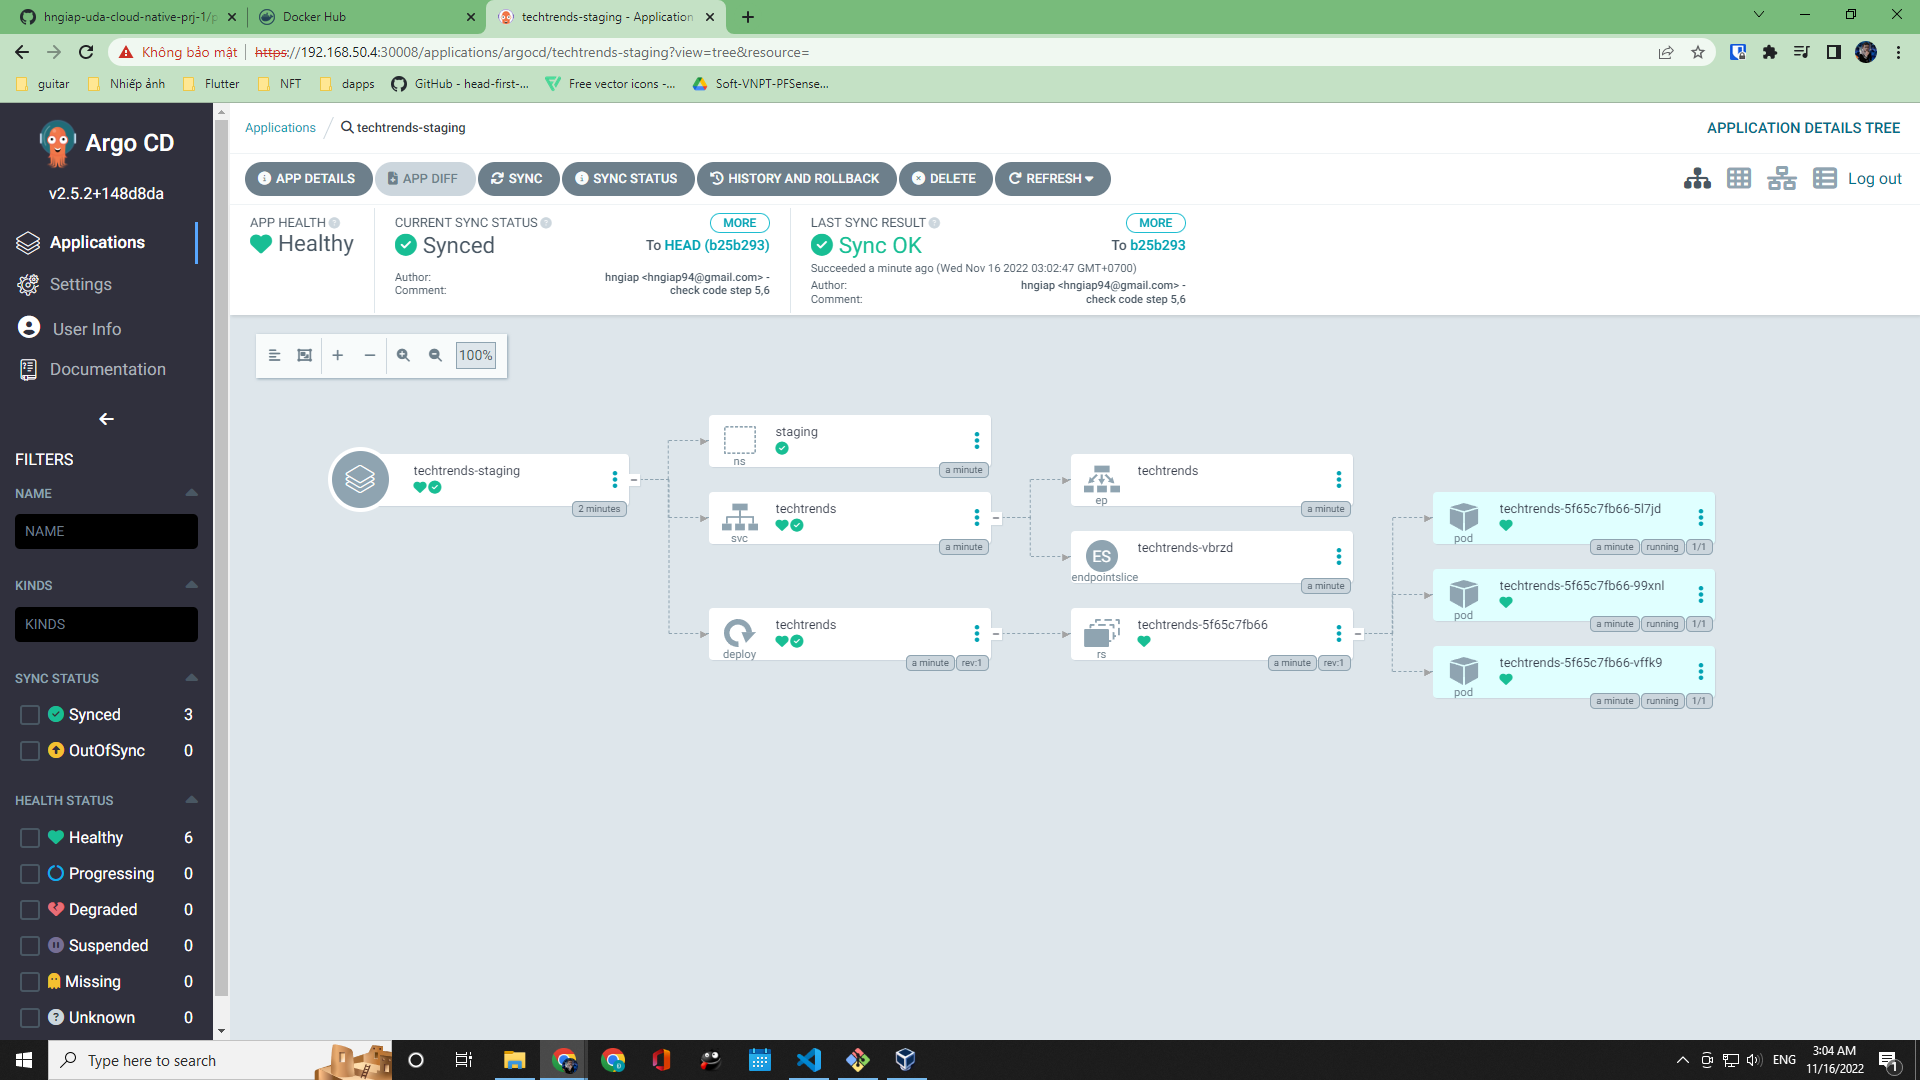 hngiap-uda-cloud-native-prj-1/p
Docker Hub
techtrends-staging - Application
Không bảo mật
https://192.168.50.4:30008/applications/argocd/techtrends-staging?view=tree&resource=
guitar
Nhiếp ảnh
Flutter
NFT
dapps
GitHub - head-first-...
Free vector icons -...
Soft-VNPT-PFSense...
Argo CD
v2.5.2+148d8da
Applications
Settings
User Info
Documentation
FILTERS
NAME
NAME
KINDS
KINDS
SYNC STATUS
Synced 3
OutOfSync 0
HEALTH STATUS
Healthy 6
Progressing 0
Degraded 0
Suspended 0
Missing 0
Unknown 0
Applications / techtrends-staging
APPLICATION DETAILS TREE
APP DETAILS
APP DIFF
SYNC
SYNC STATUS
HISTORY AND ROLLBACK
DELETE
REFRESH
Log out
APP HEALTH
Healthy
CURRENT SYNC STATUS
MORE
Synced
To HEAD (b25b293)
Author: hngiap <hngiap94@gmail.com> -
Comment: check code step 5,6
LAST SYNC RESULT
MORE
Sync OK
To b25b293
Succeeded a minute ago (Wed Nov 16 2022 03:02:47 GMT+0700)
Author: hngiap <hngiap94@gmail.com> -
Comment: check code step 5,6
100%
techtrends-staging
2 minutes
staging
ns
a minute
techtrends
svc
a minute
techtrends
deploy
a minute rev:1
techtrends
ep
a minute
ES
techtrends-vbrzd
endpointslice
a minute
techtrends-5f65c7fb66
rs
a minute rev:1
techtrends-5f65c7fb66-5l7jd
pod
a minute running 1/1
techtrends-5f65c7fb66-99xnl
pod
a minute running 1/1
techtrends-5f65c7fb66-vffk9
pod
a minute running 1/1
Type here to search
ENG
3:04 AM
11/16/2022
1